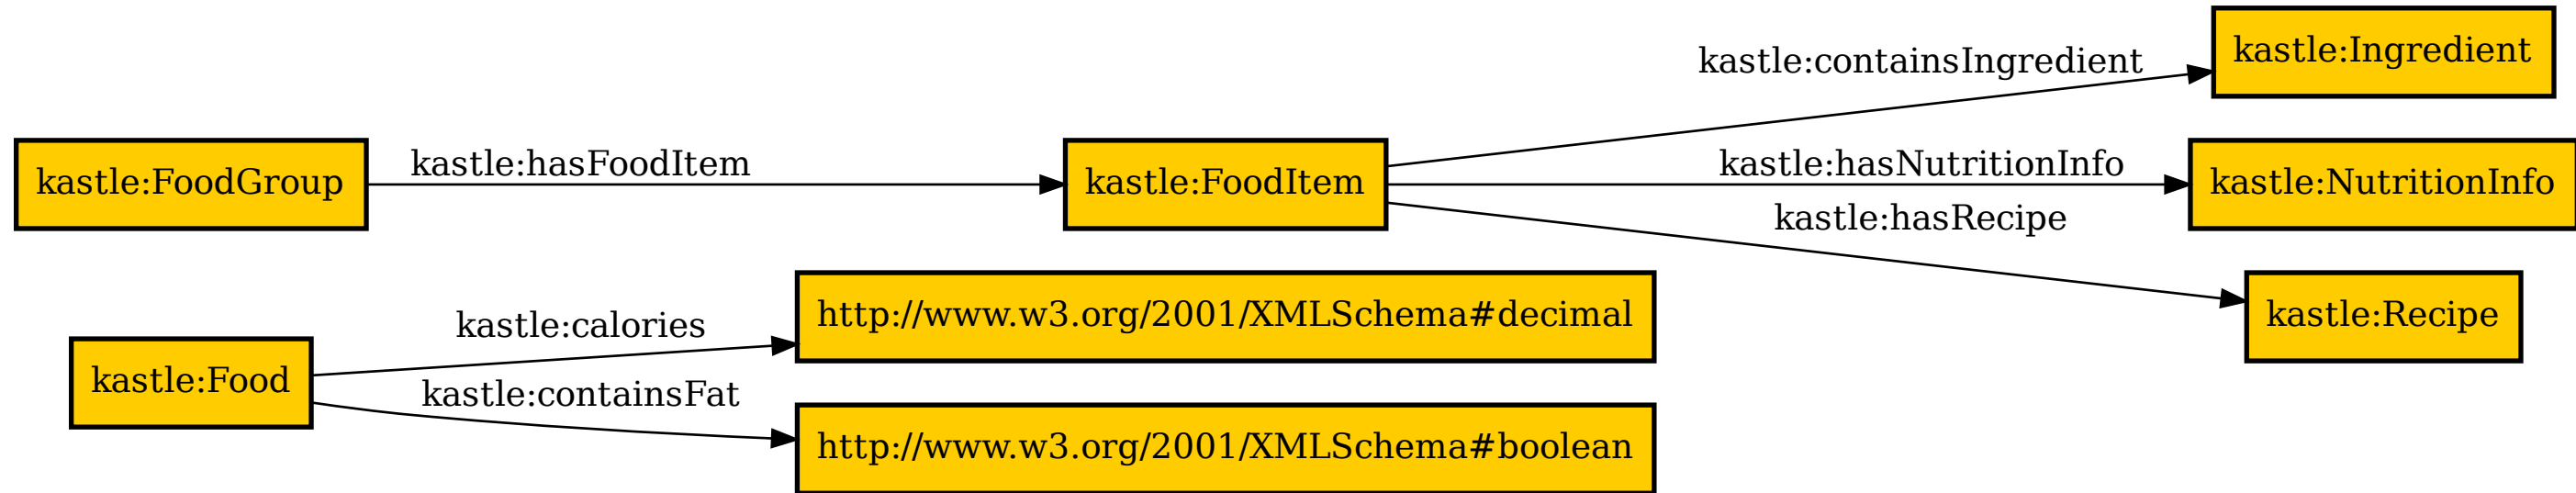 kastle:Ingredient
kastle:containsIngredient
kastle:FoodGroup
kastle:hasFoodItem
kastle:FoodItem
kastle:hasNutritionInfo
kastle:NutritionInfo
kastle:hasRecipe
kastle:Recipe
kastle:Food
kastle:calories
http://www.w3.org/2001/XMLSchema#decimal
kastle:containsFat
http://www.w3.org/2001/XMLSchema#boolean